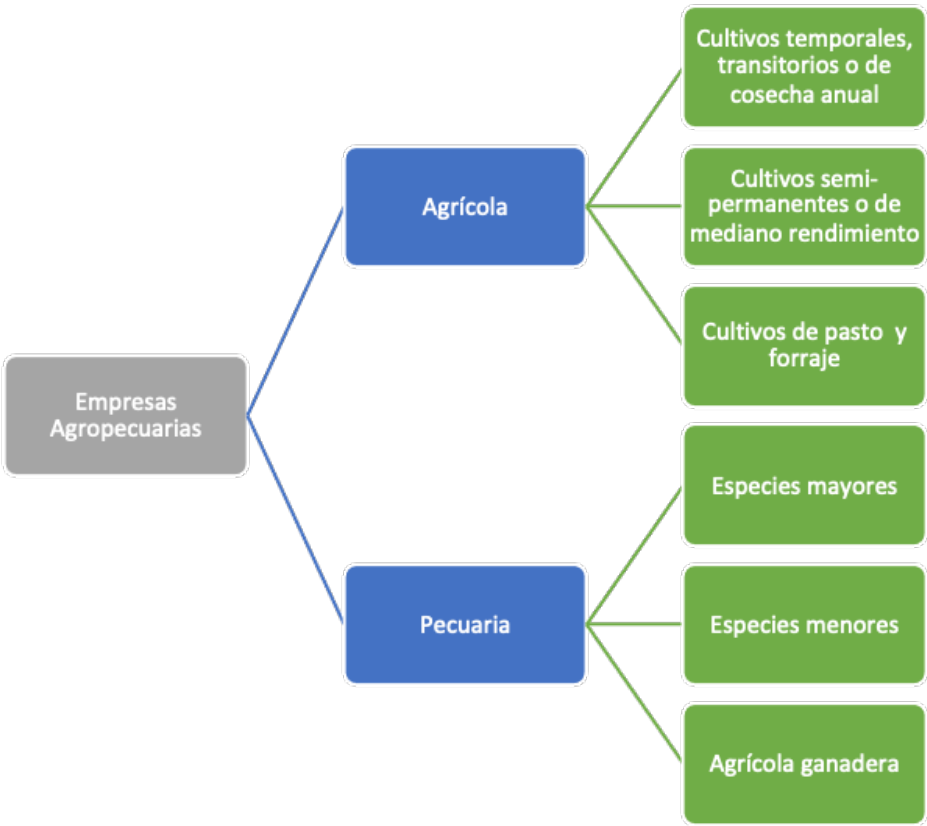 Cultivos temporales,
transitorios o de
cosecha anual
Agrícola
Cultivos semi-
permanentes o de
mediano rendimiento
Cultivos de pasto  y
forraje
Empresas
Agropecuarias
Especies mayores
Pecuaria
Especies menores
Agrícola ganadera